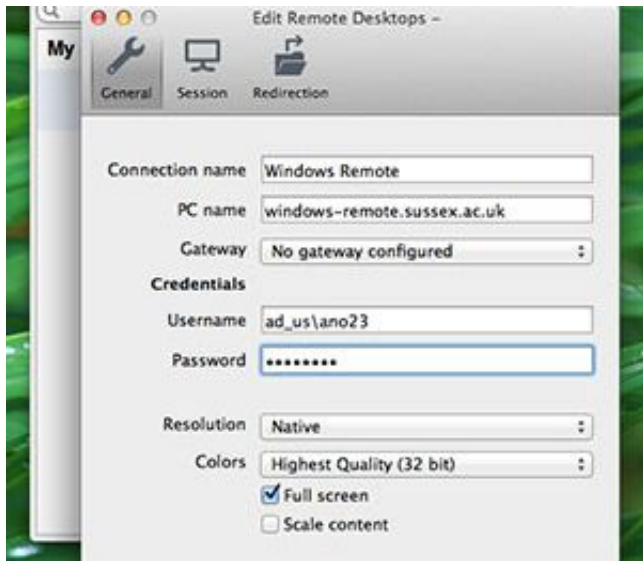 Edit Remote Desktops –
My
General Session Redirection
Connection name Windows Remote
PC name windows-remote.sussex.ac.uk
Gateway No gateway configured
Credentials
Username ad_us\ano23
Password ••••••••
Resolution Native
Colors Highest Quality (32 bit)
Full screen
Scale content